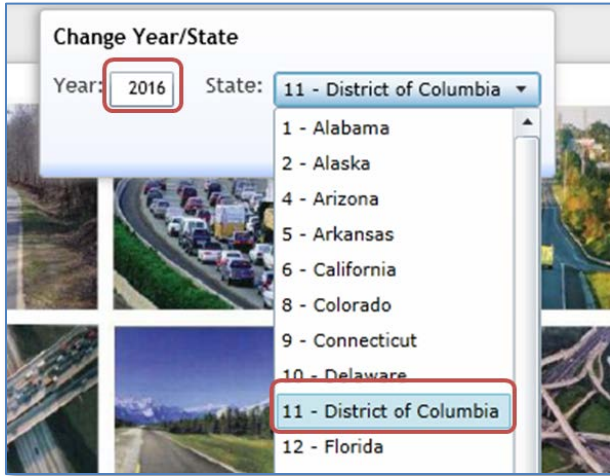 Change Year/State
Year: 2016 State: 11 - District of Columbia
1 - Alabama
2 - Alaska
4 - Arizona
5 - Arkansas
6 - California
8 - Colorado
9 - Connecticut
10 - Delaware
11 - District of Columbia
12 - Florida